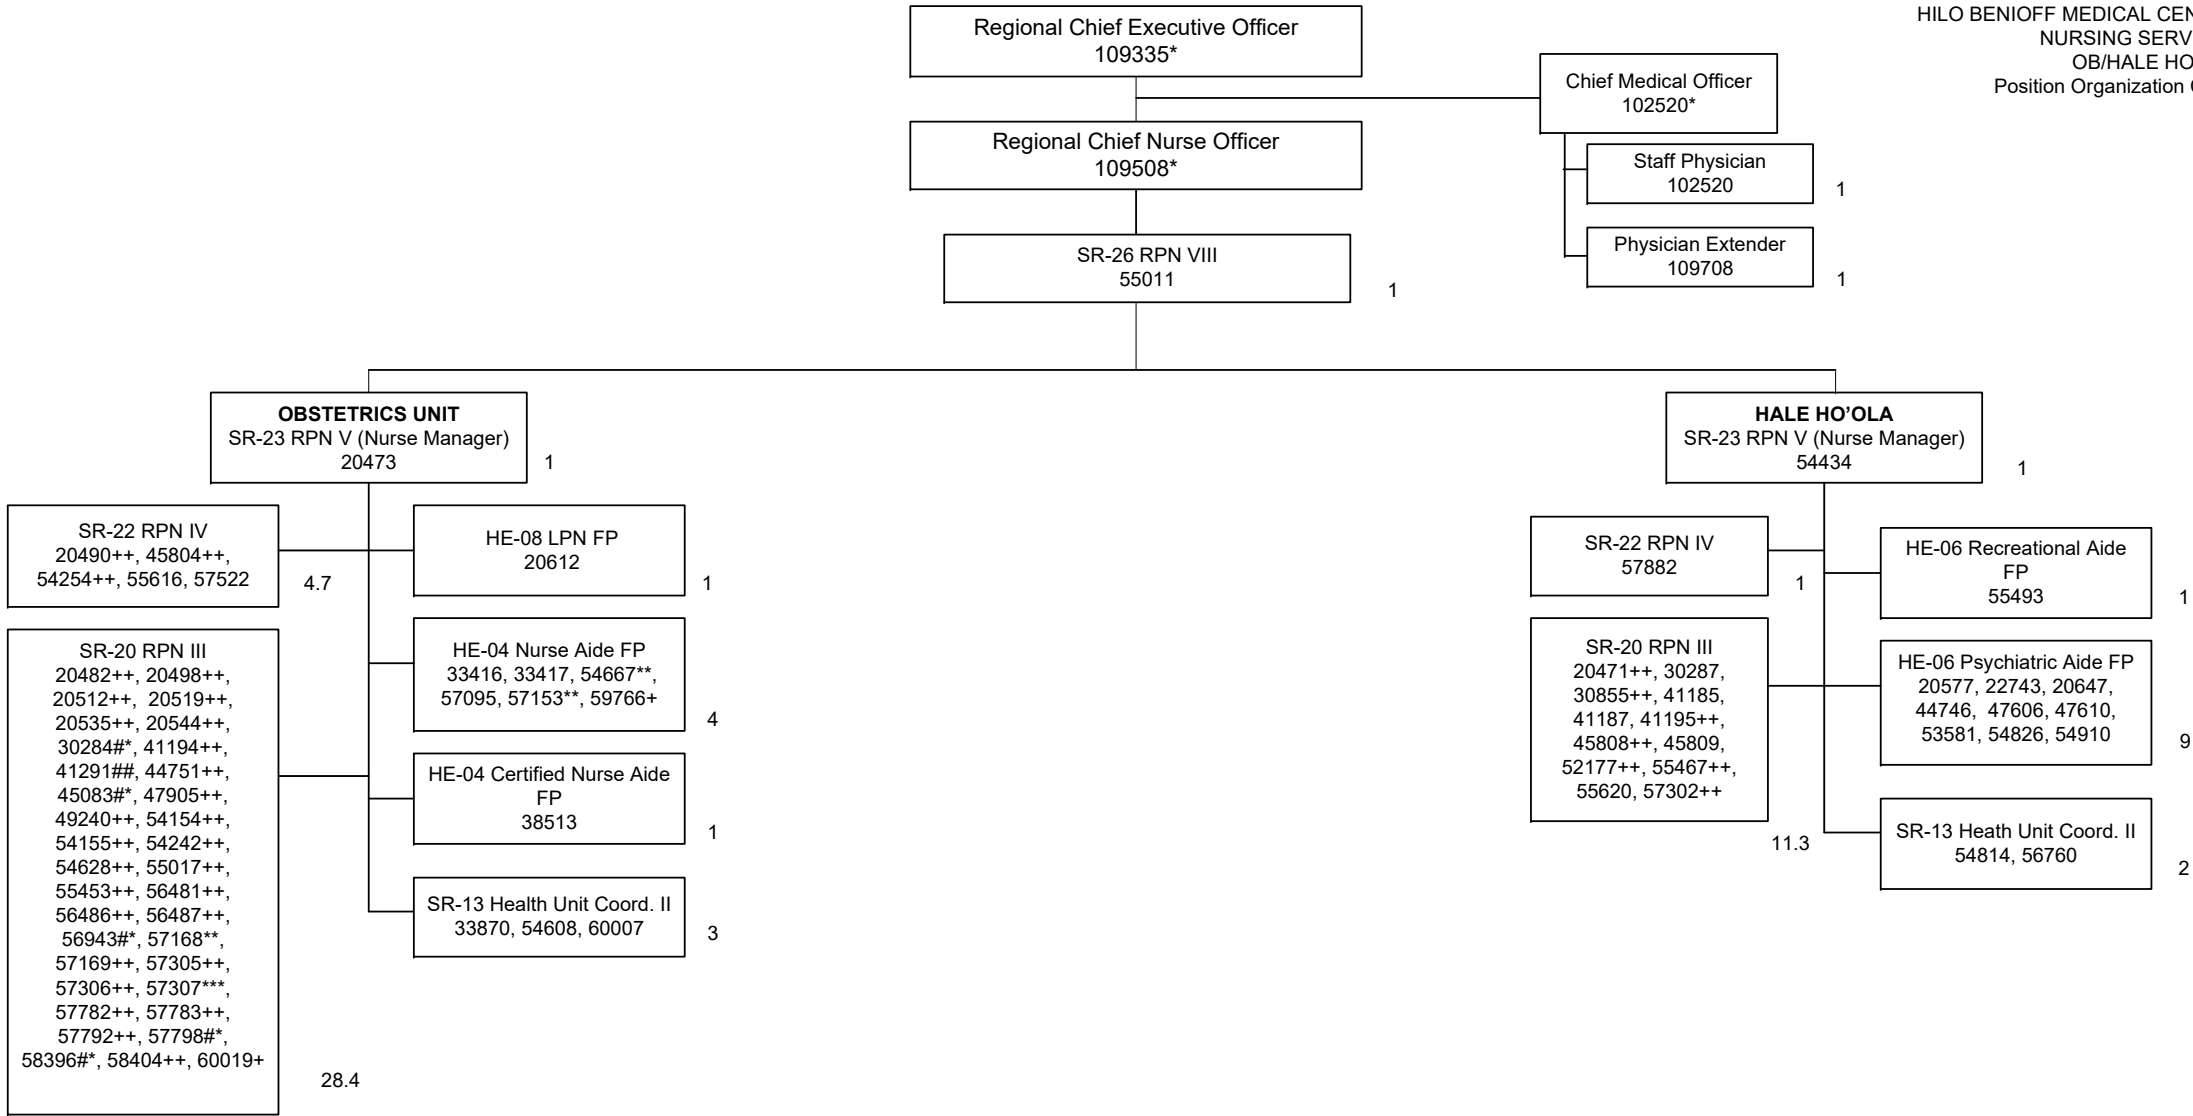 HILO BENIOFF MEDICAL
NURSING
OB/HALE
Position Organization
Regional Chief Executive Officer
109335*
Chief Medical Officer
102520*
Regional Chief Nurse Officer
109508*
Staff Physician
102520
1
Physician Extender
109708
1
SR-26 RPN VIII
55011
1
OBSTETRICS UNIT
SR-23 RPN V (Nurse Manager)
20473
1
SR-22 RPN IV
20490++, 45804++,
54254++, 55616, 57522
4.7
SR-20 RPN III
20482++, 20498++,
20512++, 20519++,
20535++, 20544++,
30284#*, 41194++,
41291##, 44751++,
45083#*, 47905++,
49240++, 54154++,
54155++, 54242++,
54628++, 55017++,
55453++, 56481++,
56486++, 56487++,
56943#*, 57168**,
57169++, 57305++,
57306++, 57307***,
57782++, 57783++,
57792++, 57798#*,
58396#*, 58404++, 60019+
28.4
HE-08 LPN FP
20612
1
HE-04 Nurse Aide FP
33416, 33417, 54667**,
57095, 57153**, 59766+
4
HE-04 Certified Nurse Aide
FP
38513
1
SR-13 Health Unit Coord. II
33870, 54608, 60007
3
HALE HO’OLA
SR-23 RPN V (Nurse Manager)
54434
1
SR-22 RPN IV
57882
1
SR-20 RPN III
20471++, 30287,
30855++, 41185,
41187, 41195++,
45808++, 45809,
52177++, 55467++,
55620, 57302++
11.3
HE-06 Recreational Aide
FP
55493
1
HE-06 Psychiatric Aide FP
20577, 22743, 20647,
44746, 47606, 47610,
53581, 54826, 54910
9
SR-13 Heath Unit Coord. II
54814, 56760
2